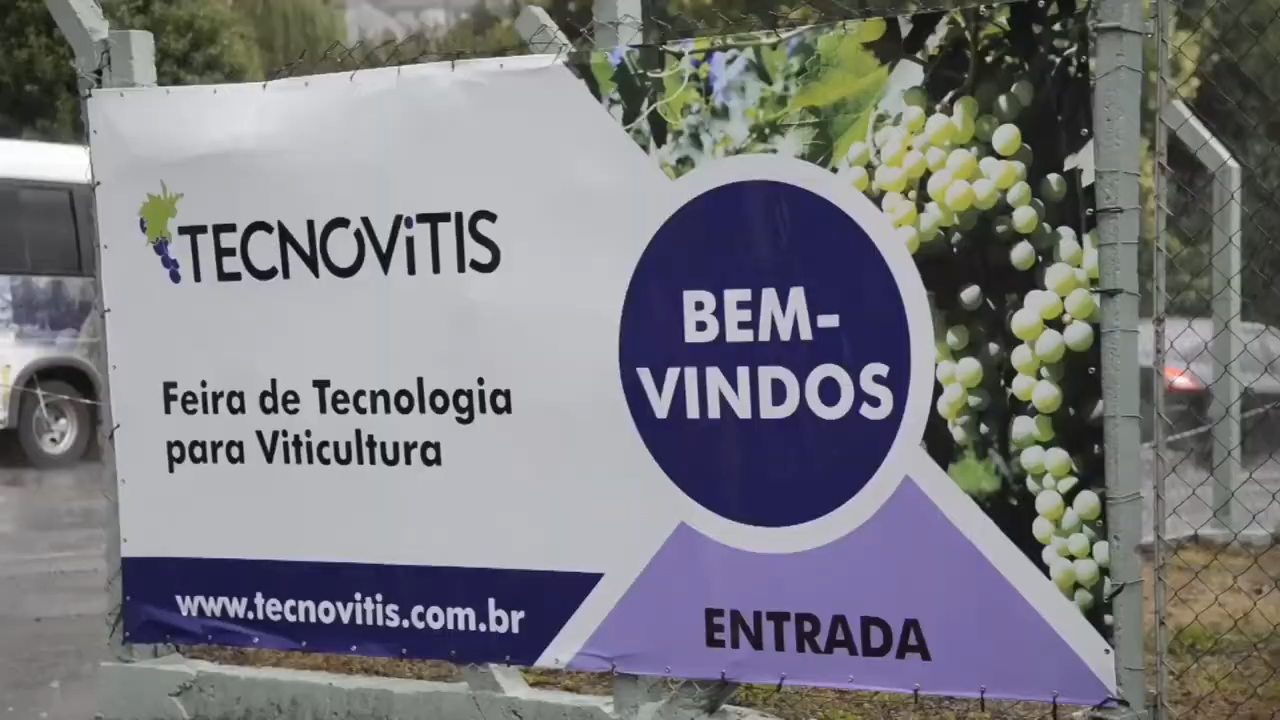 TECNOViTIS
Feira de Tecnologia
para Viticultura
www.tecnovitis.com.br
BEM-
VINDOS
ENTRADA